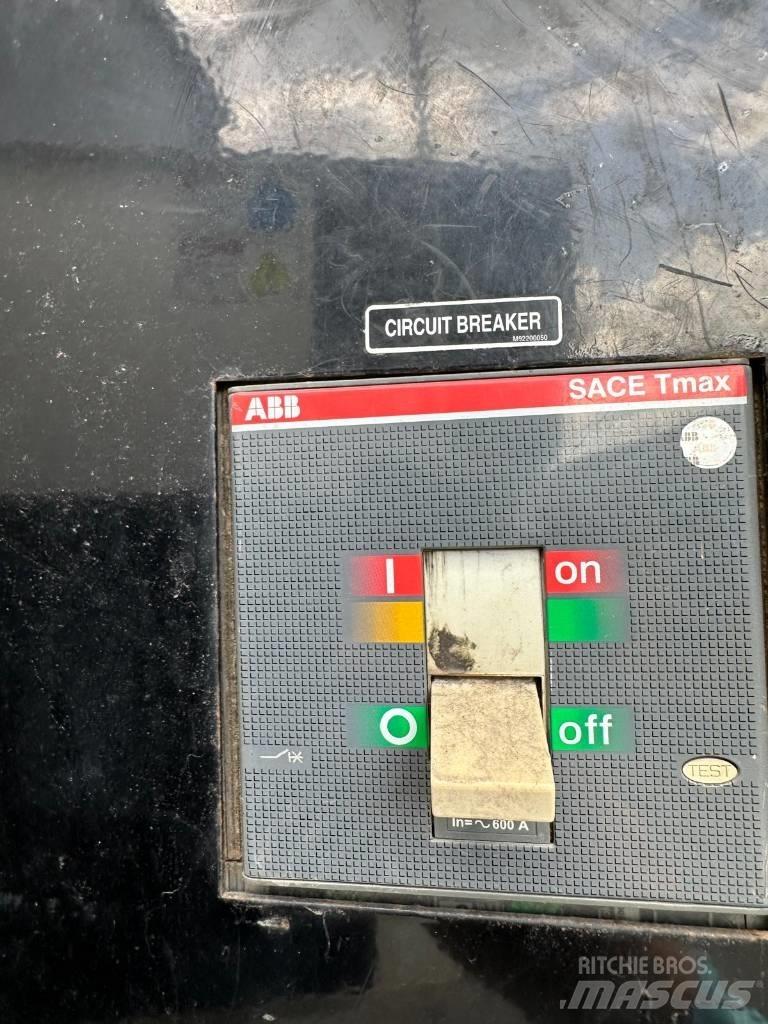 CIRCUIT BREAKER
M92200050
ABB SACE Tmax
I on
O off
TEST
In=~600 A
RITCHIE BROS.
MASCUS